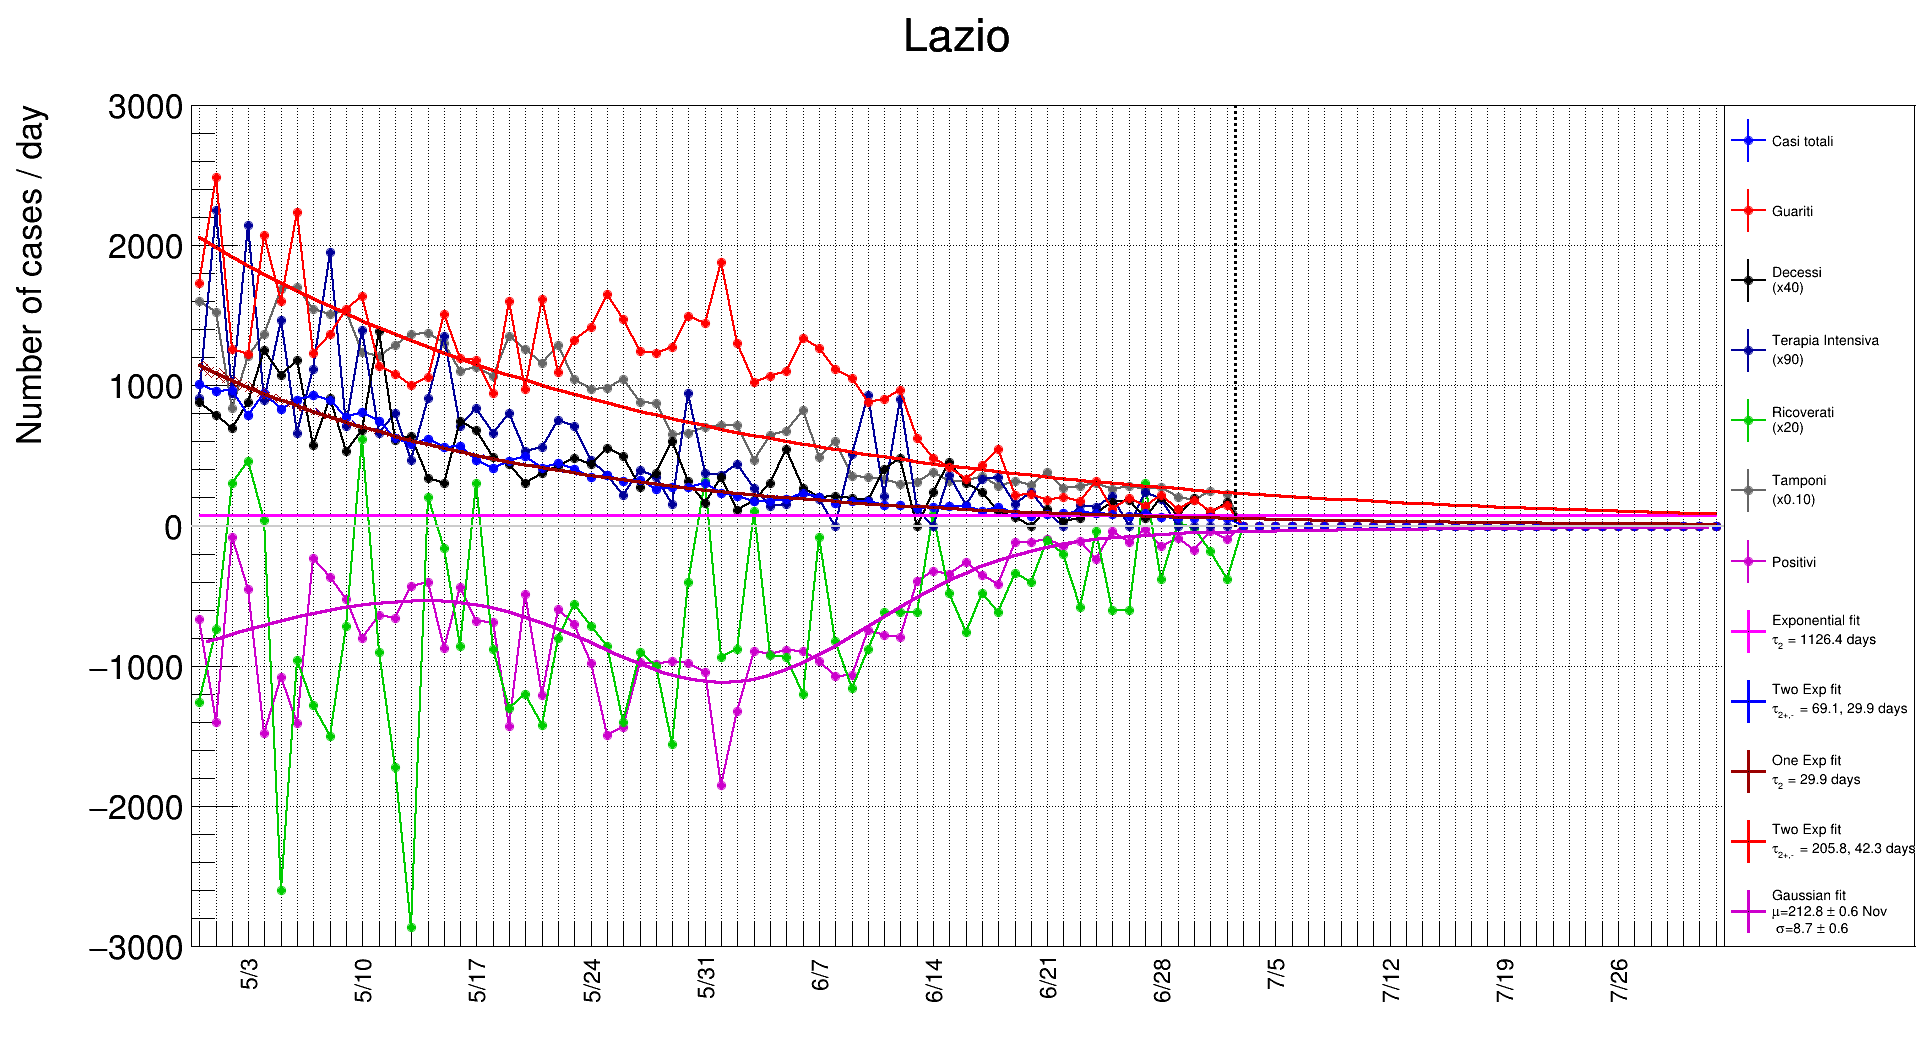 Lazio
Number of cases / day
3000
2000
1000
0
−1000
−2000
−3000
5/3
5/10
5/17
5/24
5/31
6/7
6/14
6/21
6/28
7/5
7/12
7/19
7/26
Casi totali
Guariti
Decessi
(x40)
Terapia Intensiva
(x90)
Ricoverati
(x20)
Tamponi
(x0.10)
Positivi
Exponential fit
τ2 = 1126.4 days
Two Exp fit
τ2+,- = 69.1, 29.9 days
One Exp fit
τ2 = 29.9 days
Two Exp fit
τ2+,- = 205.8, 42.3 days
Gaussian fit
μ=212.8 ± 0.6 Nov
σ=8.7 ± 0.6